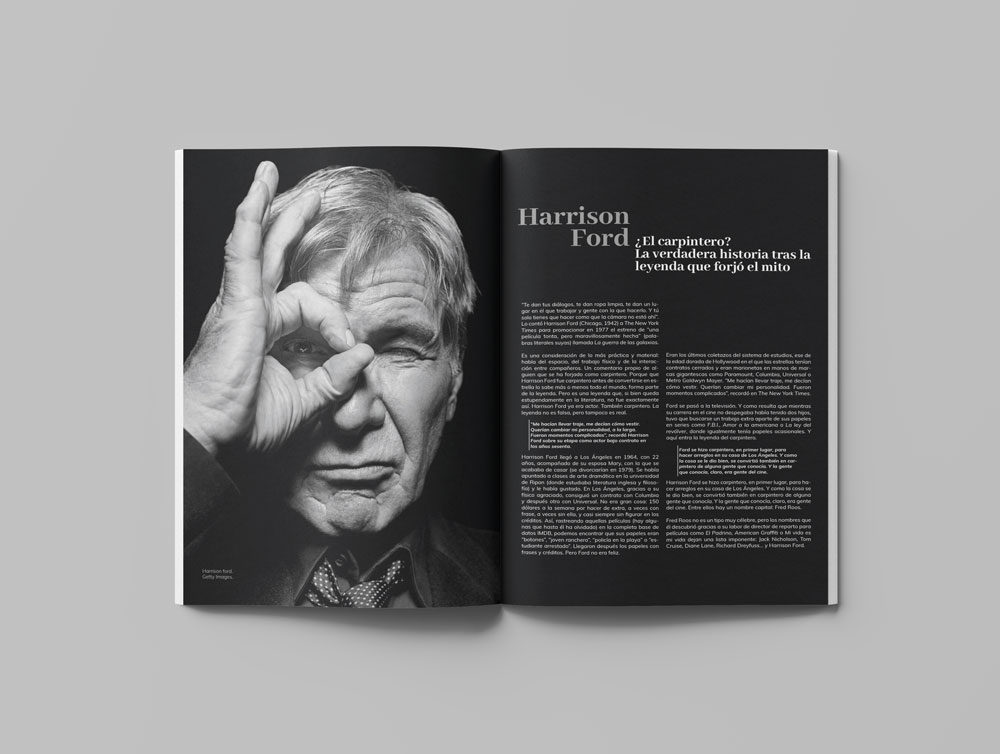 Harrison
Ford
¿El carpintero?
La verdadera historia tras la
leyenda que forjó el mito
"Te dan tus diálogos, te dan ropa limpia, te dan un lu-
gar en el que trabajar y gente con la que hacerlo. Y tú
solo tienes que hacer como que la cámara no está ahí".
Lo contó Harrison Ford (Chicago, 1942) a The New York
Times para promocionar en 1977 el estreno de "una
película tonta, pero maravillosamente hecha" (pala-
bras literales suyas) llamada La guerra de las galaxias.
Es una consideración de lo más práctica y material:
habla del espacio, del trabajo físico y de la interac-
ción entre compañeros. Un comentario propio de al-
guien que se ha forjado como carpintero. Porque que
Harrison Ford fue carpintero antes de convertirse en es-
trella lo sabe más o menos todo el mundo, forma parte
de la leyenda. Pero es una leyenda que, si bien queda
estupendamente en la literatura, no fue exactamente
así. Harrison Ford ya era actor. También carpintero. La
leyenda no es falsa, pero tampoco es real.
"Me hacían llevar traje, me decían cómo vestir.
Querían cambiar mi personalidad, a la larga.
Fueron momentos complicados", recordó Harrison
Ford sobre su etapa como actor bajo contrato en
los años sesenta.
Harrison Ford llegó a Los Ángeles en 1964, con 22
años, acompañado de su esposa Mary, con la que se
acababa de casar (se divorciarían en 1979). Se había
apuntado a clases de arte dramático en la universidad
de Ripon (donde estudiaba literatura inglesa y filoso-
fía) y le había gustado. En Los Ángeles, gracias a su
físico agraciado, consiguió un contrato con Columbia
y después otro con Universal. No era gran cosa: 150
dólares a la semana por hacer de extra, a veces con
frase, a veces sin ella, y casi siempre sin figurar en los
créditos. Así, rastreando aquellas películas (hay algu-
nas que hasta él ha olvidado) en la completa base de
datos IMDB, podemos encontrar que sus papeles eran
"botones", "joven ranchero", "policía en la playa" o "es-
tudiante arrestado". Llegaron después los papeles con
frases y créditos. Pero Ford no era feliz.
Eran los últimos coletazos del sistema de estudios, ese de
la edad dorada de Hollywood en el que las estrellas tenían
contratos cerrados y eran marionetas en manos de mar-
cas gigantescas como Paramount, Columbia, Universal o
Metro Goldwyn Mayer. "Me hacían llevar traje, me decían
cómo vestir. Querían cambiar mi personalidad. Fueron
momentos complicados", recordó en The New York Times.
Ford se pasó a la televisión. Y como resulta que mientras
su carrera en el cine no despegaba había tenido dos hijos,
tuvo que buscarse un trabajo extra aparte de sus papeles
en series como F.B.I., Amor a la americana o La ley del
revólver, donde igualmente tenía papeles ocasionales. Y
aquí entra la leyenda del carpintero.
Ford se hizo carpintero, en primer lugar, para
hacer arreglos en su casa de Los Ángeles. Y como
la cosa se le dio bien, se convirtió también en car-
pintero de alguna gente que conocía. Y la gente
que conocía, claro, era gente del cine.
Harrison Ford se hizo carpintero, en primer lugar, para ha-
cer arreglos en su casa de Los Ángeles. Y como la cosa se
le dio bien, se convirtió también en carpintero de alguna
gente que conocía. Y la gente que conocía, claro, era gente
del cine. Entre ellos hay un nombre capital: Fred Roos.
Fred Roos no es un tipo muy célebre, pero los nombres que
él descubrió gracias a su labor de director de reparto para
películas como El Padrino, American Graffiti o Mi vida es
mi vida dejan una lista imponente: Jack Nicholson, Tom
Cruise, Diane Lane, Richard Dreyfuss... y Harrison Ford.
Harrison ford.
Getty Images.